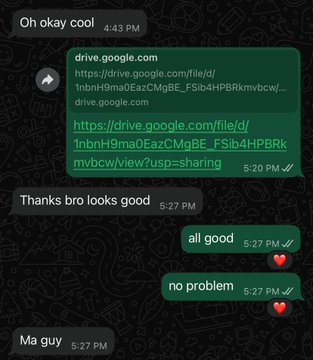 Oh okay cool
4:43 PM
drive.google.com
https://drive.google.com/file/d/
1nbnH9ma0EazCMgBE_FSib4HPBRkmvbcw/...
drive.google.com
https://drive.google.com/file/d/
1nbnH9ma0EazCMgBE_FSib4HPBRk
mvbcw/view?usp=sharing
5:20 PM
Thanks bro looks good
5:27 PM
all good
5:27 PM
no problem
5:27 PM
Ma guy
5:27 PM